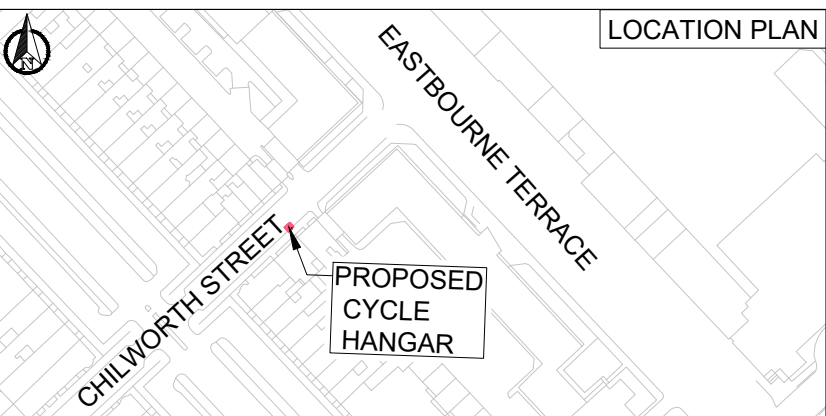 LOCATION PLAN
N
EASTBOURNE TERRACE
CHILWORTH STREET
PROPOSED
CYCLE
HANGAR